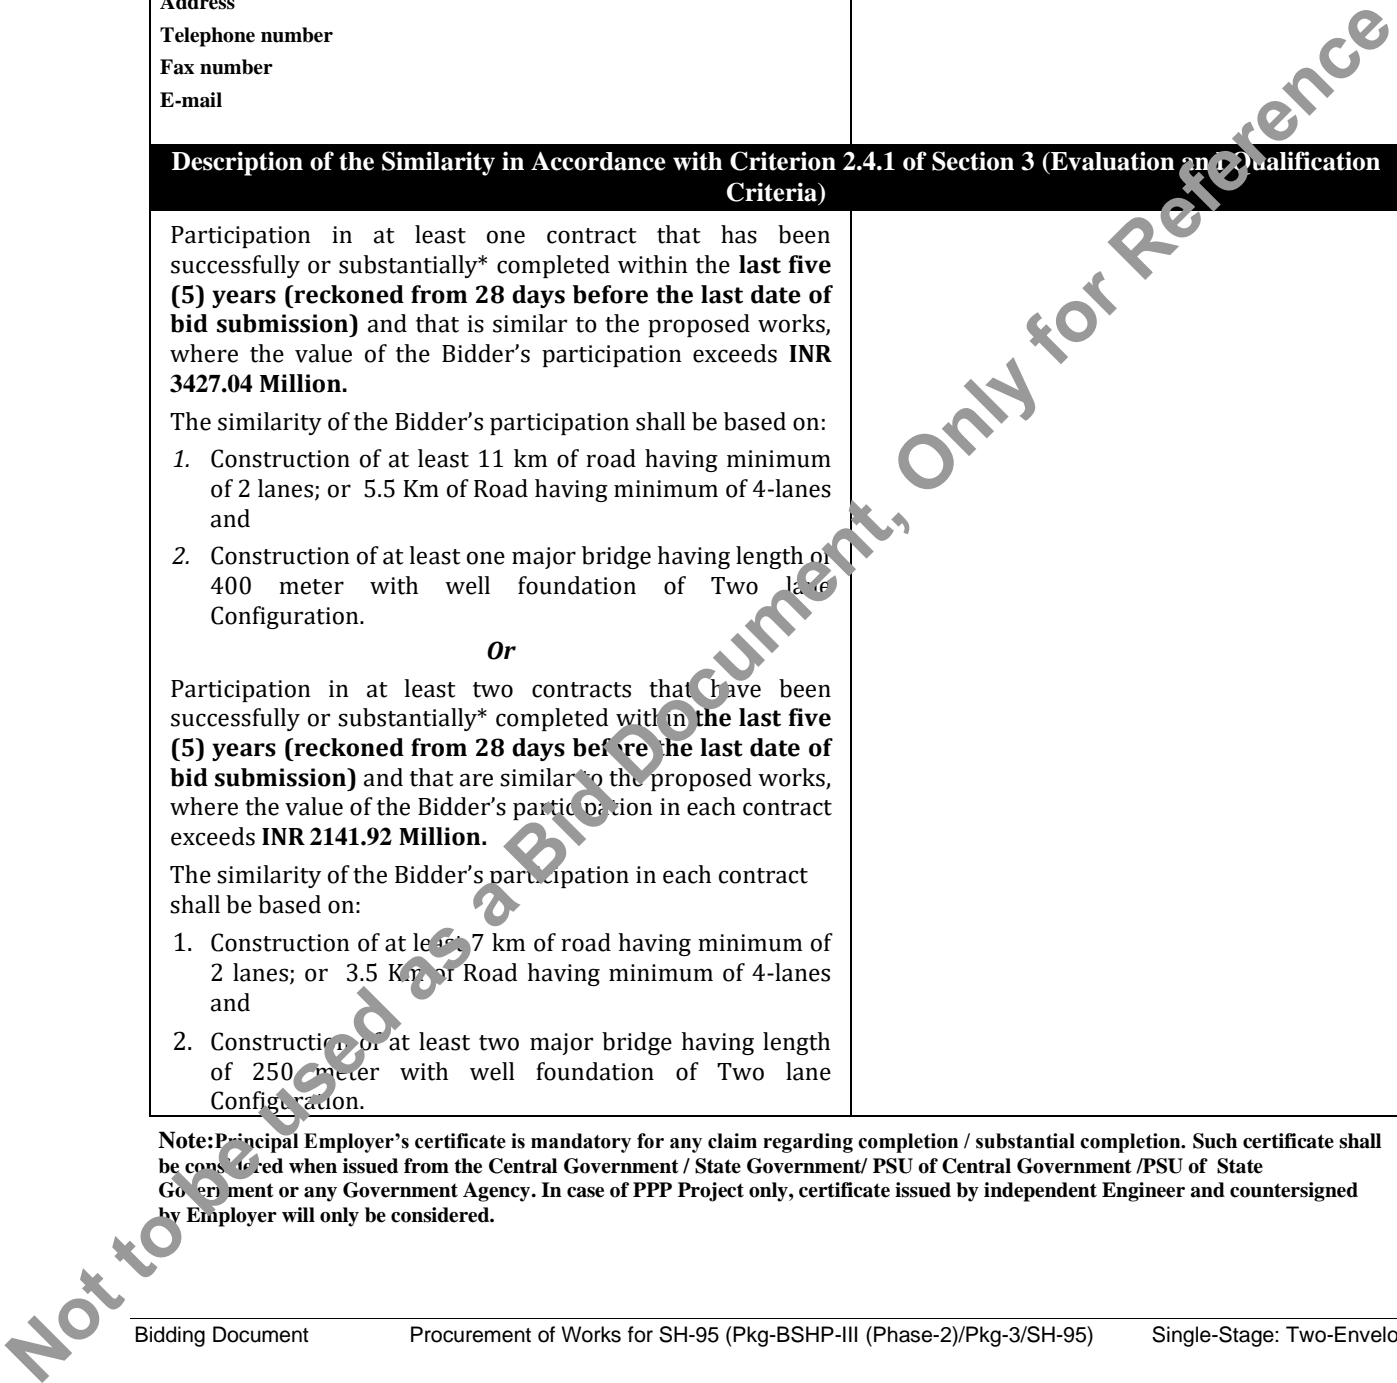 Address
Telephone number
Fax number
E-mail
Description of the Similarity in Accordance with Criterion 2.4.1 of Section 3 (Evaluation and Qualification
Criteria)
Participation in at least one contract that has been
successfully or substantially* completed within the last five
(5) years (reckoned from 28 days before the last date of
bid submission) and that is similar to the proposed works,
where the value of the Bidder's participation exceeds INR
3427.04 Million.
The similarity of the Bidder's participation shall be based on:
1. Construction of at least 11 km of road having minimum
of 2 lanes; or 5.5 Km of Road having minimum of 4-lanes
and
2. Construction of at least one major bridge having length of
400 meter with well foundation of Two lane
Configuration.
Or
Participation in at least two contracts that have been
successfully or substantially* completed within the last five
(5) years (reckoned from 28 days before the last date of
bid submission) and that are similar to the proposed works,
where the value of the Bidder's participation in each contract
exceeds INR 2141.92 Million.
The similarity of the Bidder's participation in each contract
shall be based on:
1. Construction of at least 7 km of road having minimum of
2 lanes; or 3.5 Km of Road having minimum of 4-lanes
and
2. Construction of at least two major bridge having length
of 250 meter with well foundation of Two lane
Configuration.
Note:Principal Employer's certificate is mandatory for any claim regarding completion / substantial completion. Such certificate shall
be considered when issued from the Central Government / State Government/ PSU of Central Government /PSU of State
Government or any Government Agency. In case of PPP Project only, certificate issued by independent Engineer and countersigned
by Employer will only be considered.
Bidding Document Procurement of Works for SH-95 (Pkg-BSHP-III (Phase-2)/Pkg-3/SH-95) Single-Stage: Two-Envelo
Not to be used as a Bid Document, Only for Reference